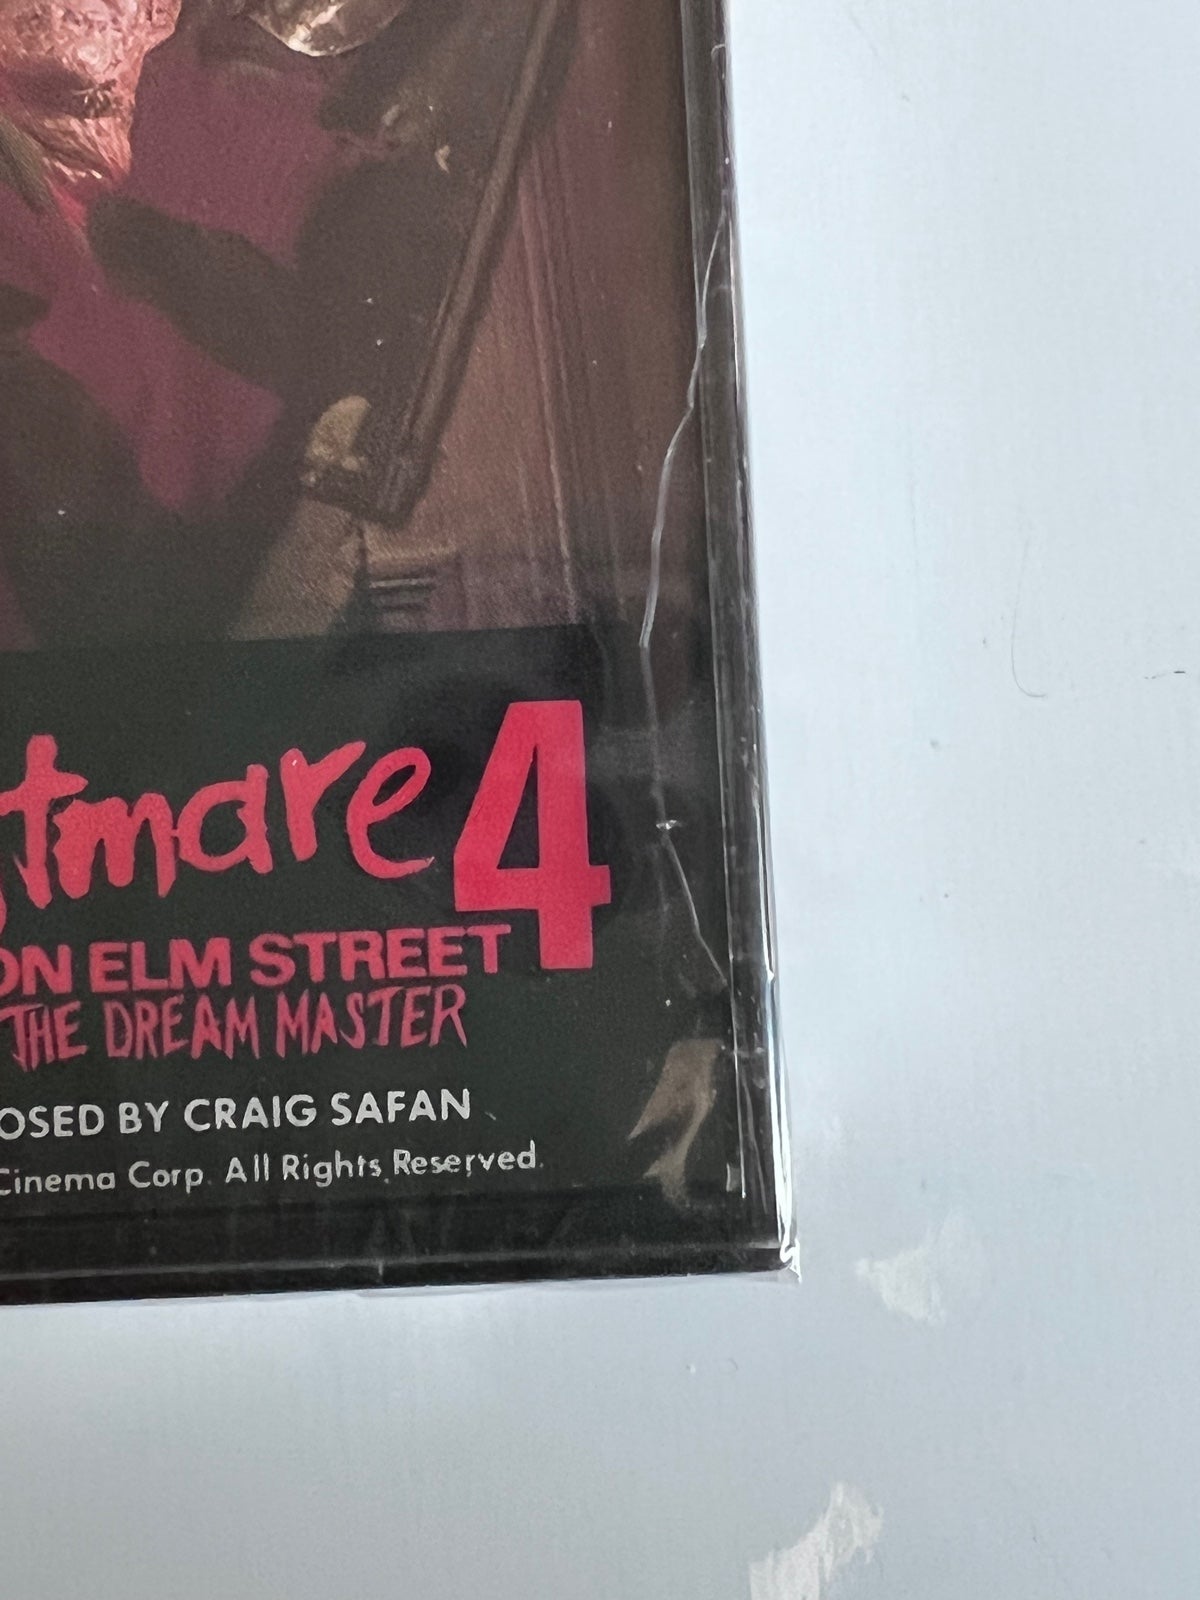 tmare 4
ON ELM STREET
THE DREAM MASTER
OSED BY CRAIG SAFAN
Cinema Corp. All Rights Reserved.